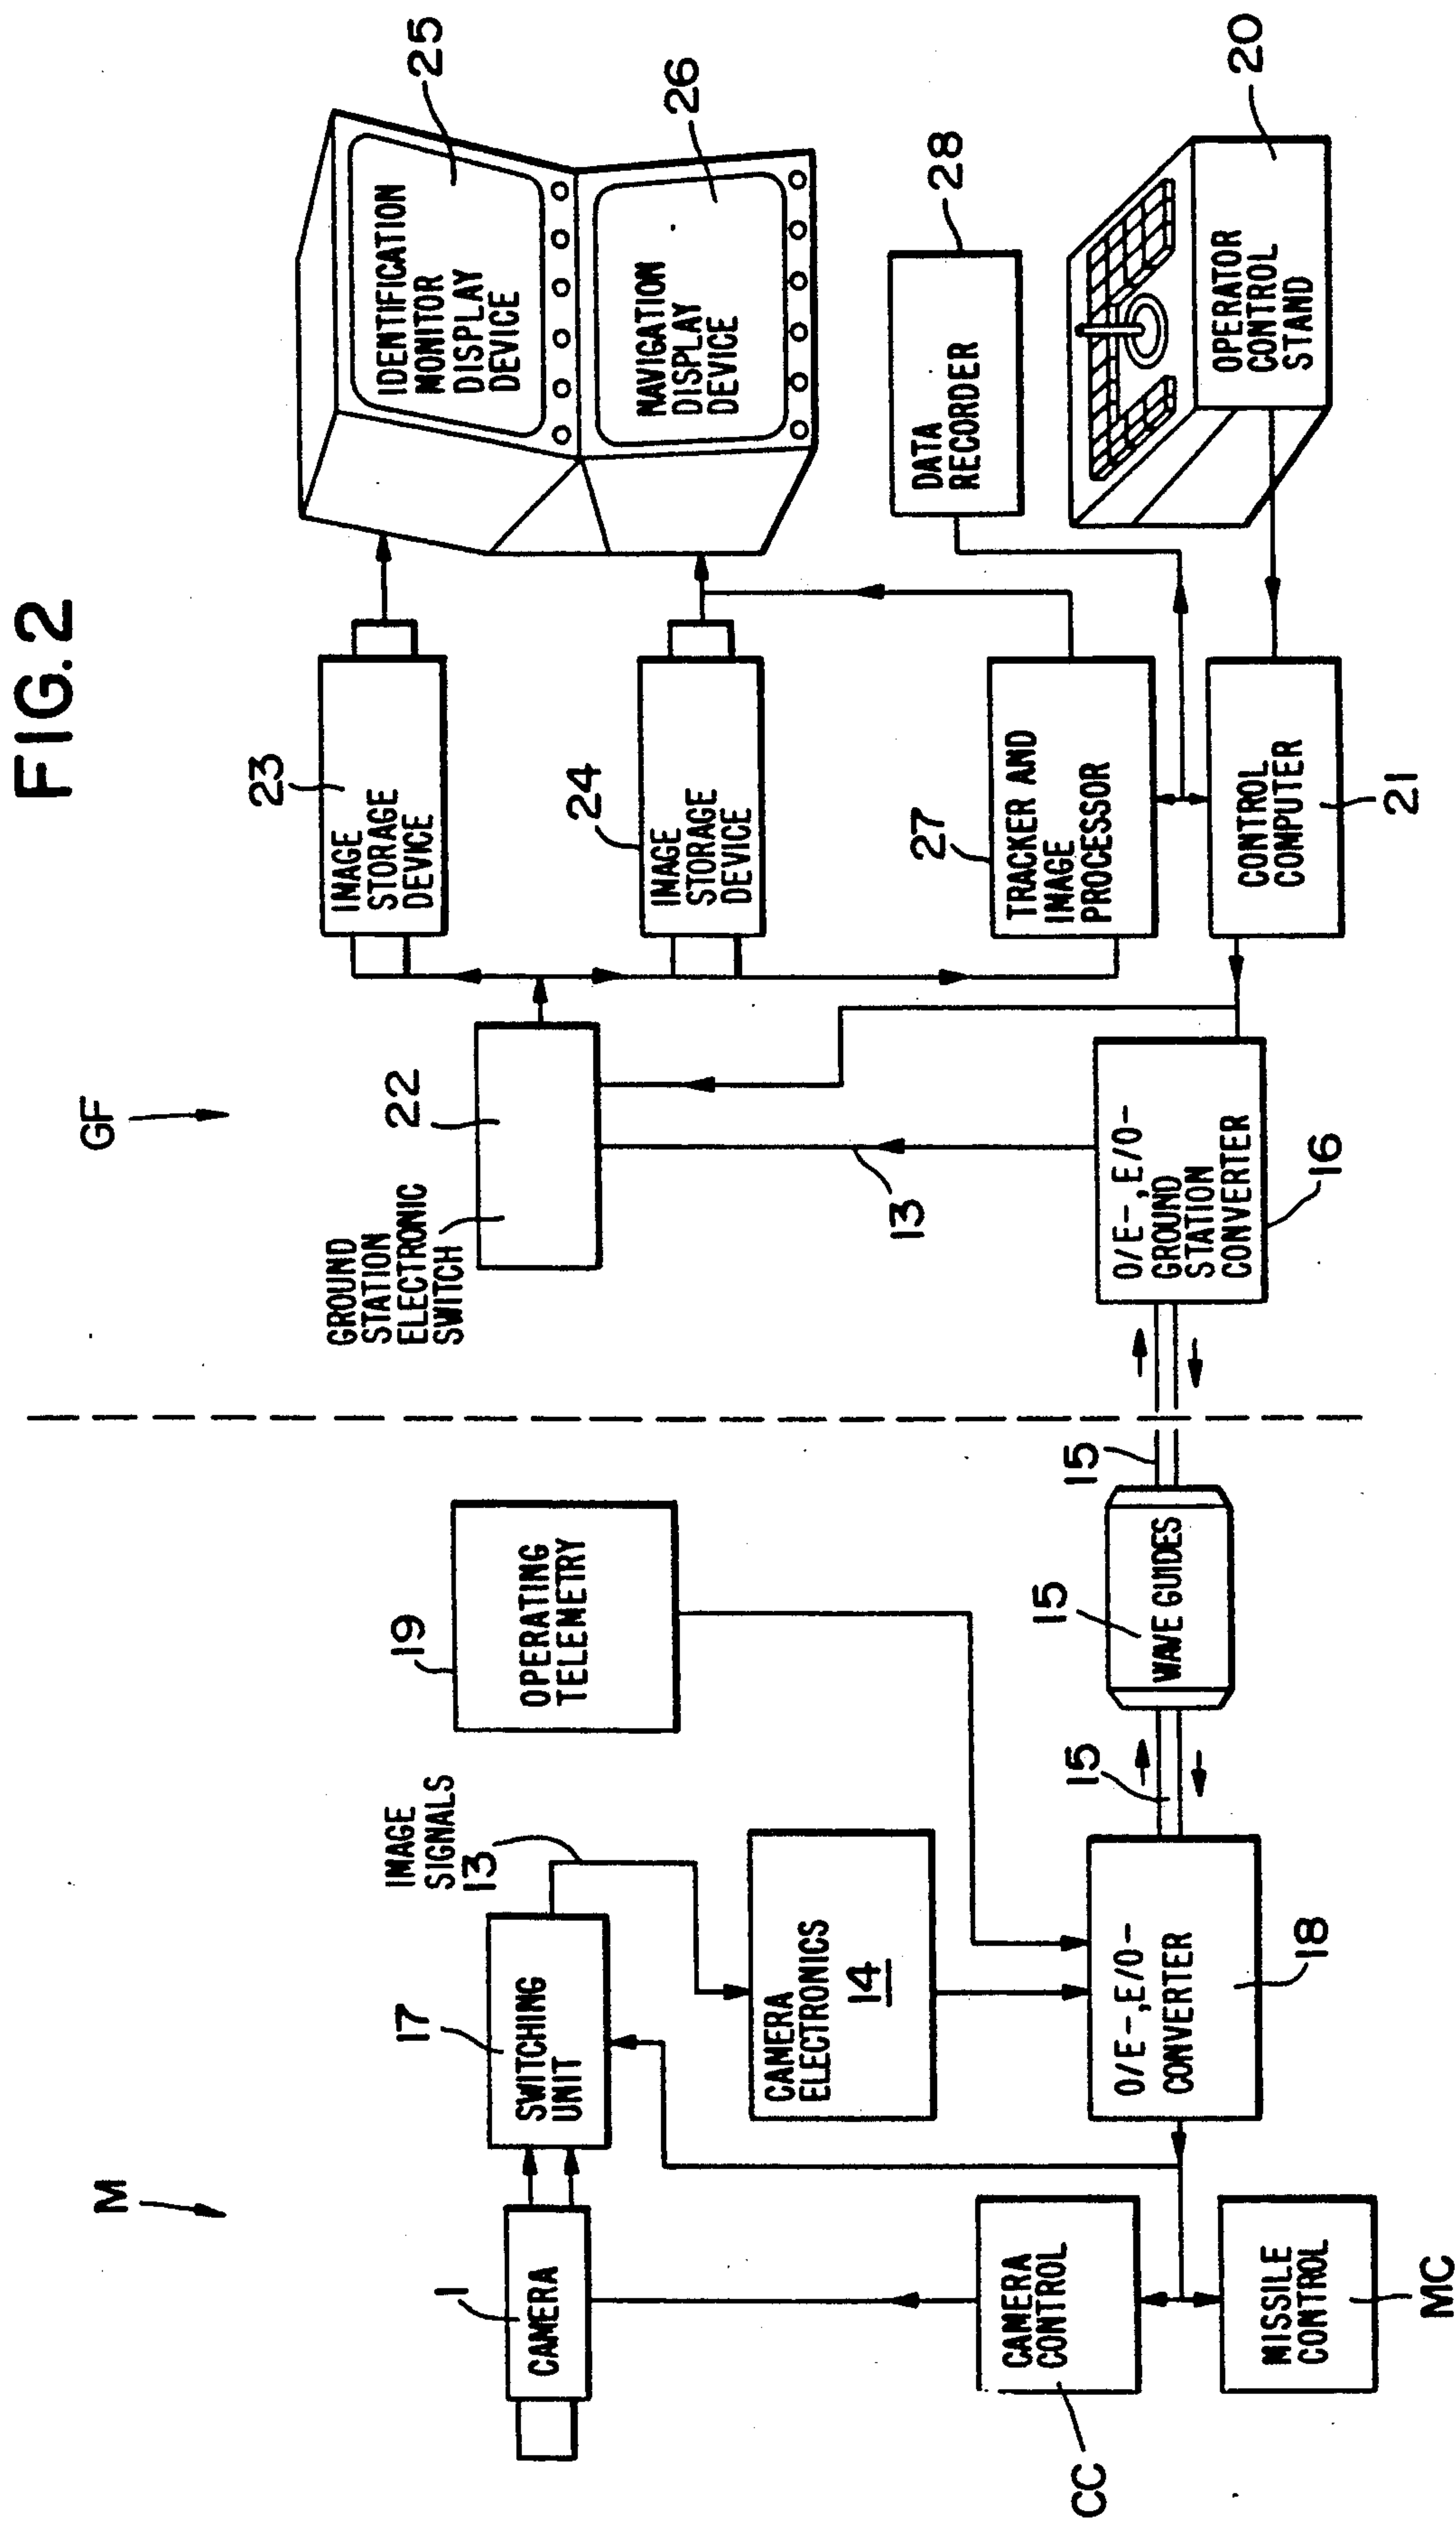 FIG. 2
M
GF
1
CAMERA
17
SWITCHING
UNIT
IMAGE
SIGNALS
13
19
OPERATING
TELEMETRY
CAMERA
ELECTRONICS
14
CC
CAMERA
CONTROL
MISSILE
CONTROL
MC
O/E-,E/O-
CONVERTER
18
15
15
WAVE GUIDES
15
GROUND
STATION
ELECTRONIC
SWITCH
22
13
O/E-,E/O-
GROUND
STATION
CONVERTER
16
23
IMAGE
STORAGE
DEVICE
24
IMAGE
STORAGE
DEVICE
27
TRACKER AND
IMAGE
PROCESSOR
CONTROL
COMPUTER
21
25
IDENTIFICATION
MONITOR
DISPLAY
DEVICE
26
NAVIGATION
DISPLAY
DEVICE
28
DATA
RECORDER
20
OPERATOR
CONTROL
STAND